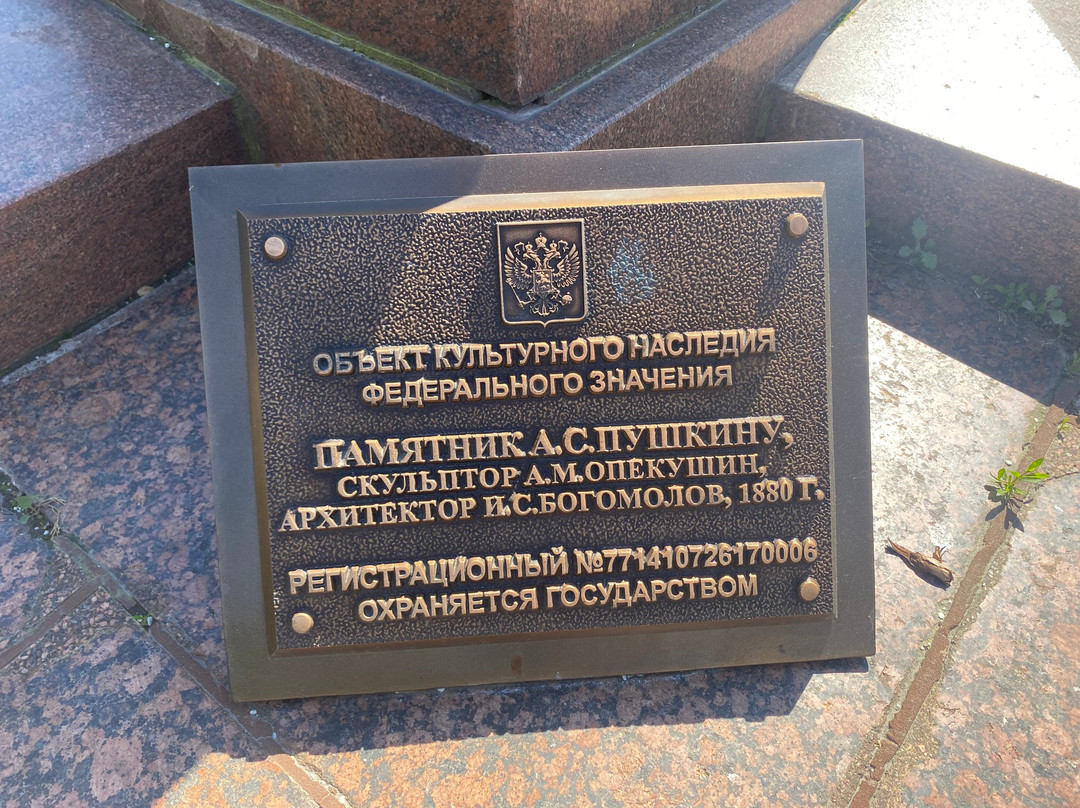 ОБЪЕКТ КУЛЬТУРНОГО НАСЛЕДИЯ
ФЕДЕРАЛЬНОГО ЗНАЧЕНИЯ
ПАМЯТНИК А.С.ПУШКИНУ,
СКУЛЬПТОР А.М.ОПЕКУШИН,
АРХИТЕКТОР И.С.БОГОМОЛОВ, 1880 Г.
РЕГИСТРАЦИОННЫЙ №771410726170006
ОХРАНЯЕТСЯ ГОСУДАРСТВОМ